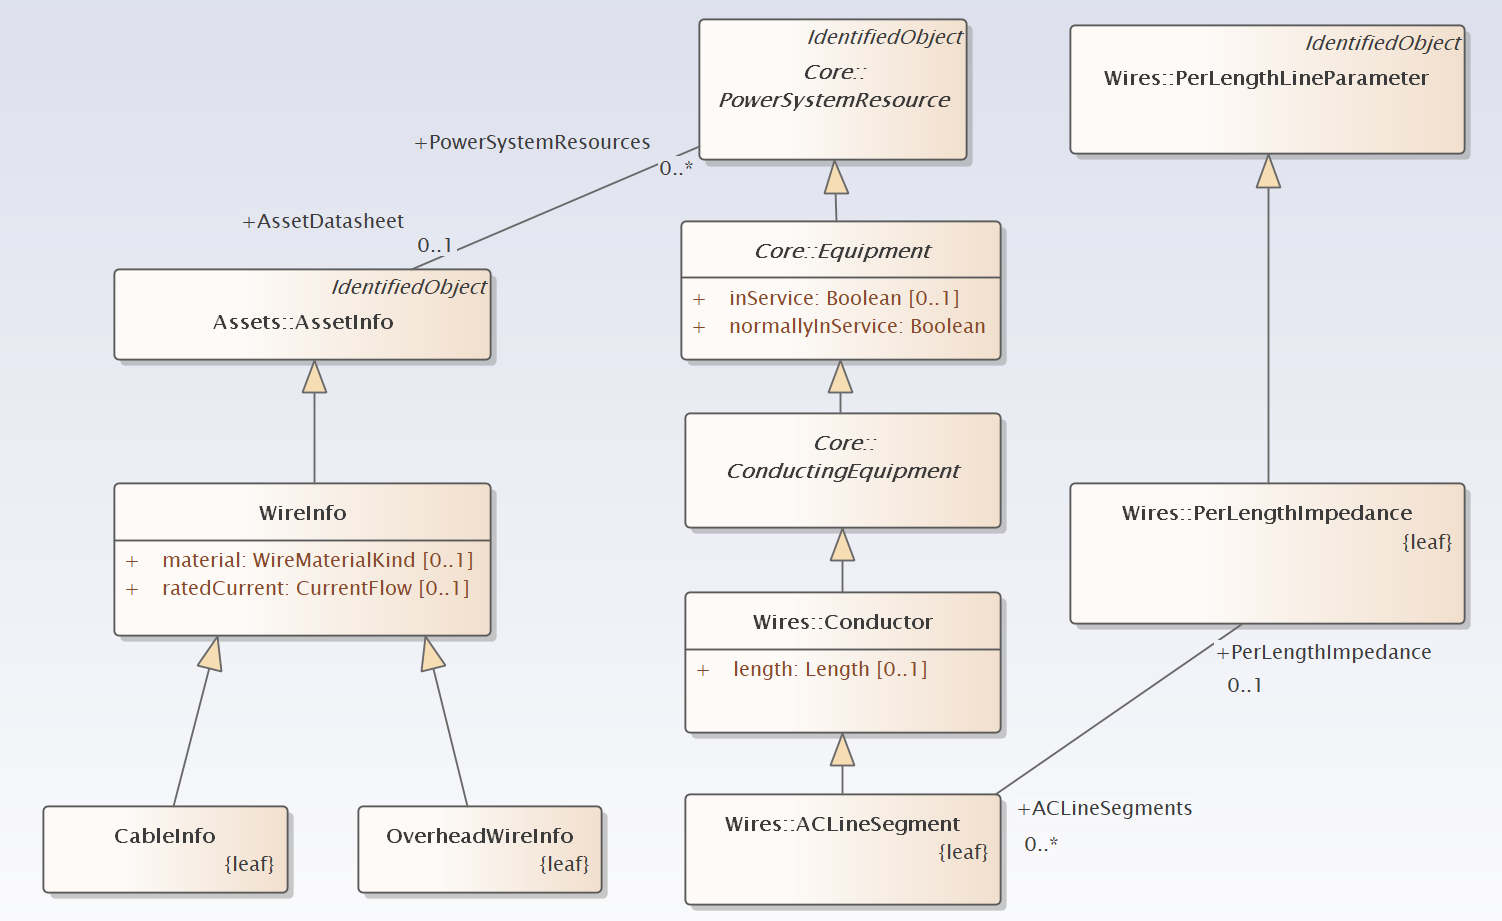 IdentifiedObject
Core::
PowerSystemResource
IdentifiedObject
Wires::PerLengthLineParameter
+PowerSystemResources
0..*
+AssetDatasheet
0..1
IdentifiedObject
Assets::AssetInfo
Core::Equipment
+ inService: Boolean [0..1]
+ normallyInService: Boolean
Core::
ConductingEquipment
WireInfo
+ material: WireMaterialKind [0..1]
+ ratedCurrent: CurrentFlow [0..1]
Wires::PerLengthImpedance
{leaf}
Wires::Conductor
+ length: Length [0..1]
+PerLengthImpedance
0..1
CableInfo
{leaf}
OverheadWireInfo
{leaf}
Wires::ACLineSegment
{leaf}
+ACLineSegments
0..*